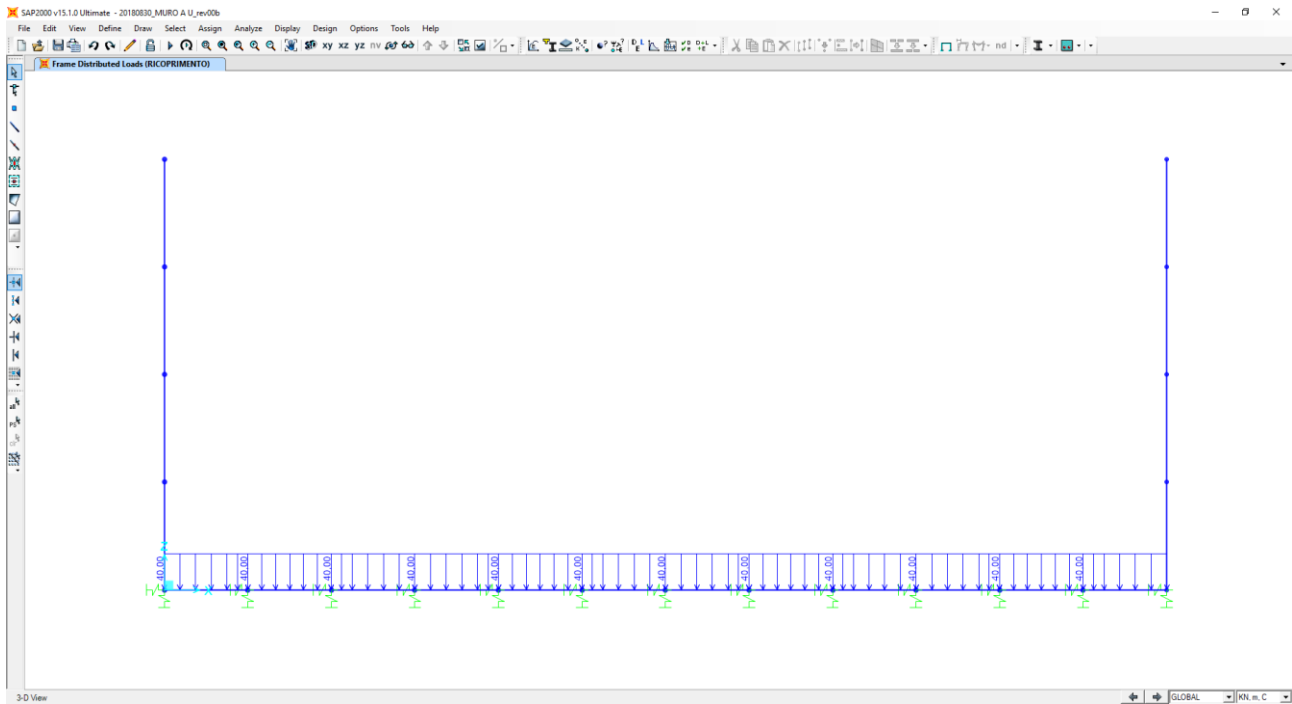 SAP2000 v15.1.0 Ultimate - 20180830_MURO A U_rev00b
File Edit View Define Draw Select Assign Analyze Display Design Options Tools Help
xy xz yz nv nd
Frame Distributed Loads (RICOPRIMENTO)
40.00 40.00 40.00 40.00 40.00 40.00 40.00 40.00 40.00 40.00 40.00 40.00
3-D View GLOBAL KN, m, C